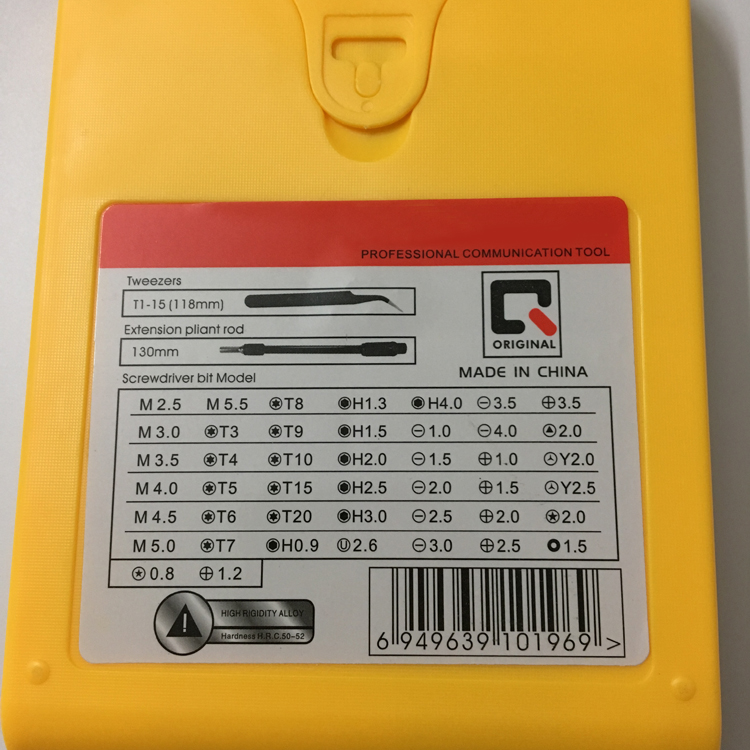 PROFESSIONAL COMMUNICATION TOOL
Tweezers
T1-15 (118mm)
Extension pliant rod
130mm
ORIGINAL
MADE IN CHINA
Screwdriver bit Model
M 2.5 M 5.5 T8 H1.3 H4.0 3.5 3.5
M 3.0 T3 T9 H1.5 1.0 4.0 2.0
M 3.5 T4 T10 H2.0 1.5 1.0 Y2.0
M 4.0 T5 T15 H2.5 2.0 1.5 Y2.5
M 4.5 T6 T20 H3.0 2.5 2.0 2.0
M 5.0 T7 H0.9 U 2.6 3.0 2.5 1.5
0.8 1.2
HIGH RIGIDITY ALLOY
Hardness H.R.C.50-52
6 949639 101969 >